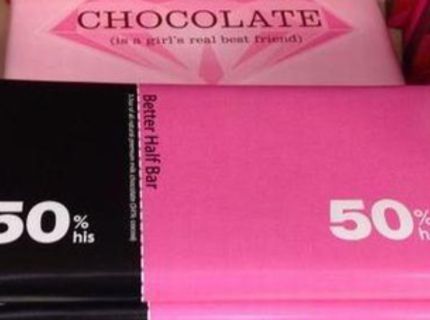 CHOCOLATE
(is a girl's real best friend)
Better Half Bar
50%
his
50%
h